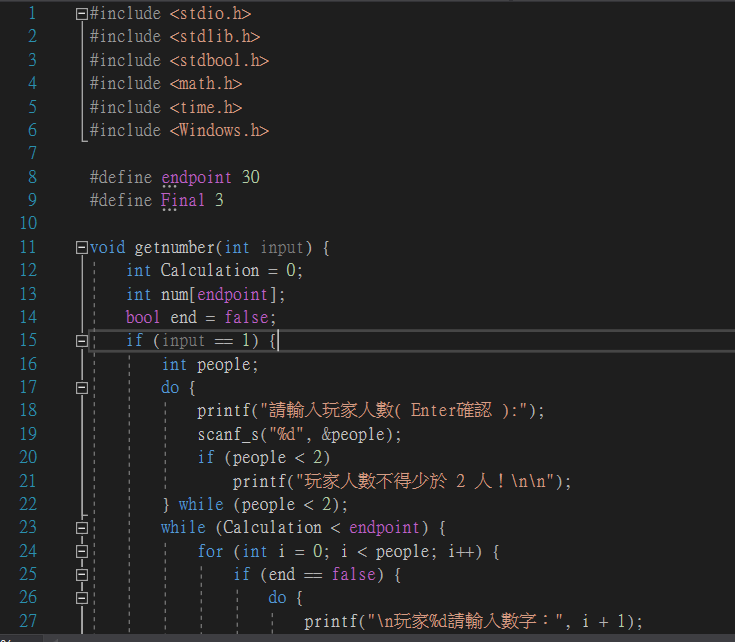 1 #include <stdio.h>
2 #include <stdlib.h>
3 #include <stdbool.h>
4 #include <math.h>
5 #include <time.h>
6 #include <Windows.h>
7
8 #define endpoint 30
9 #define Final 3
10
11 void getnumber(int input) {
12 int Calculation = 0;
13 int num[endpoint];
14 bool end = false;
15 if (input == 1) {
16 int people;
17 do {
18 printf("請輸入玩家人數( Enter確認 ):");
19 scanf_s("%d", &people);
20 if (people < 2)
21 printf("玩家人數不得少於 2 人！\n\n");
22 } while (people < 2);
23 while (Calculation < endpoint) {
24 for (int i = 0; i < people; i++) {
25 if (end == false) {
26 do {
27 printf("\n玩家%d請輸入數字：", i + 1);